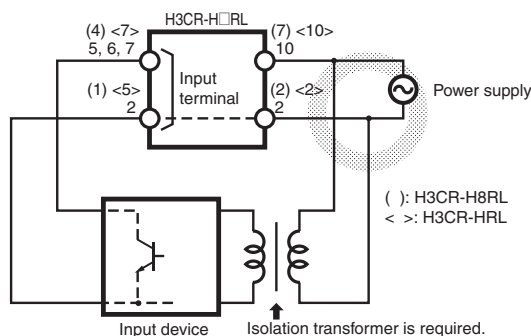 H3CR-H□RL
(4) <7>
5, 6, 7
(7) <10>
10
Input
terminal
(1) <5>
2
(2) <2>
2
Power supply
( ): H3CR-H8RL
< >: H3CR-HRL
Input device
Isolation transformer is required.